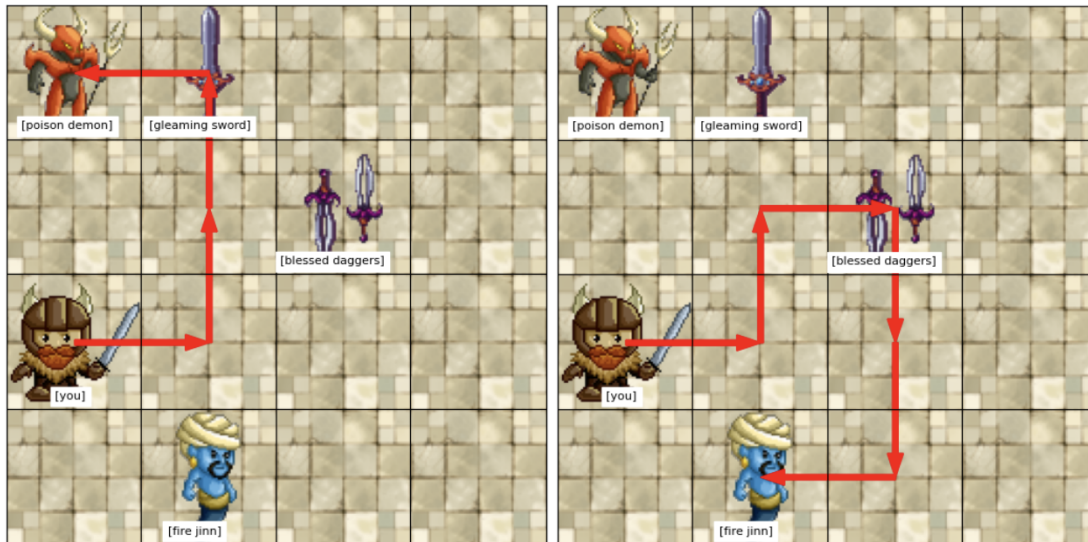 [poison demon]
[gleaming sword]
[blessed daggers]
[you]
[fire jinn]
[poison demon]
[gleaming sword]
[blessed daggers]
[you]
[fire jinn]